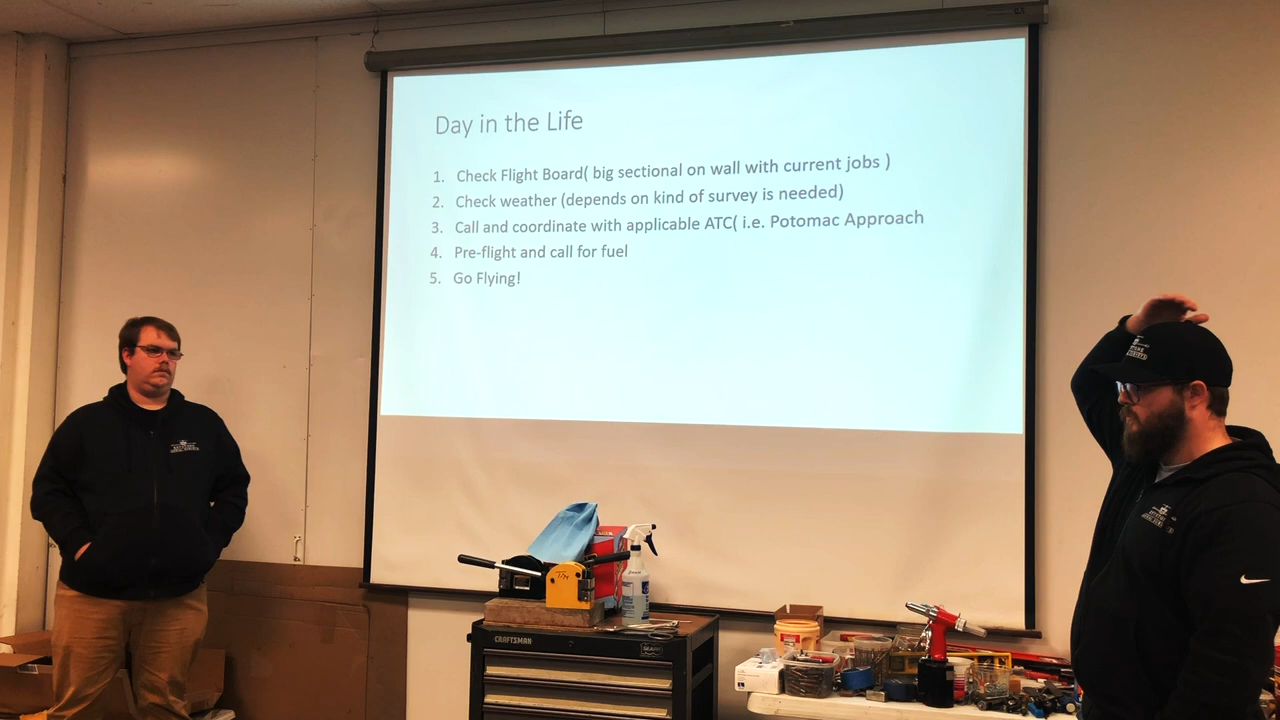 Day in the Life
1. Check Flight Board( big sectional on wall with current jobs )
2. Check weather (depends on kind of survey is needed)
3. Call and coordinate with applicable ATC( i.e. Potomac Approach
4. Pre-flight and call for fuel
5. Go Flying!
CRAFTSMAN
SEARS